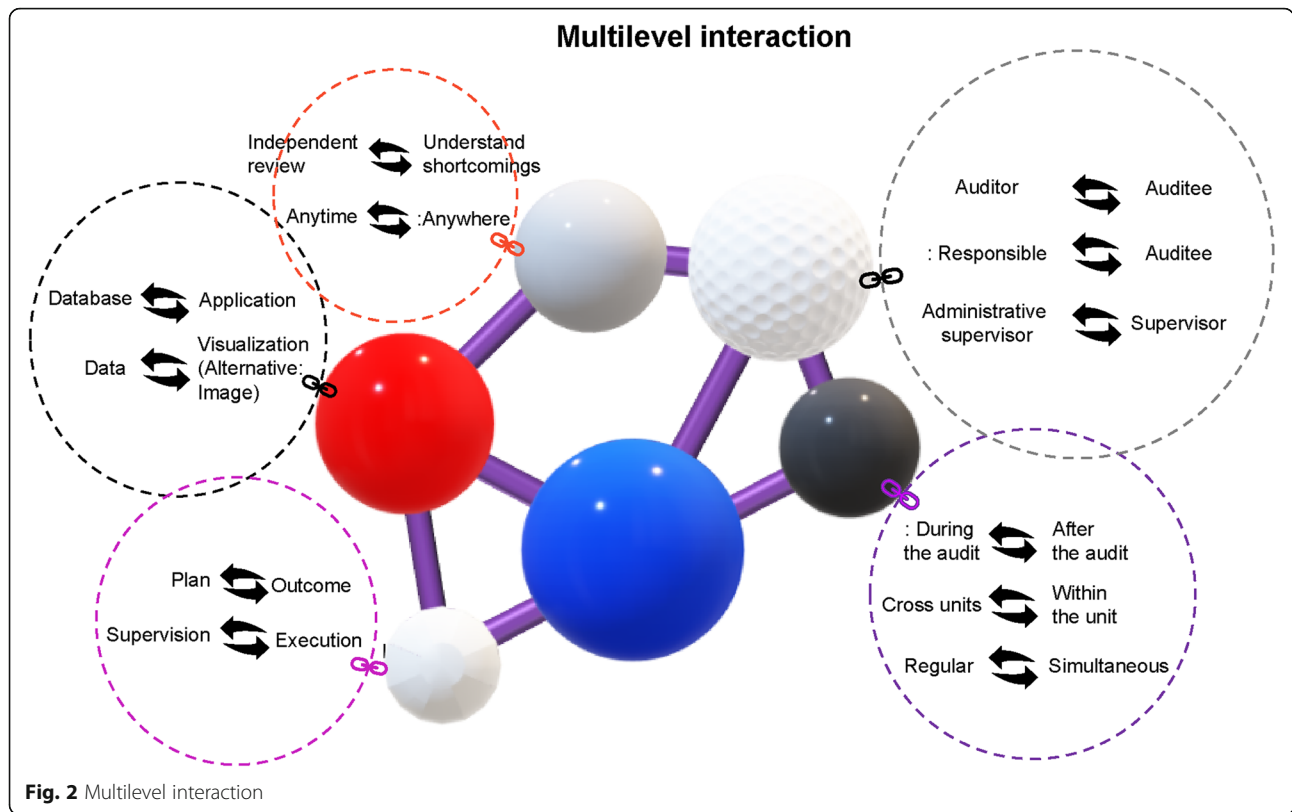 Multilevel interaction
Independent
review
Understand
shortcomings
Anytime
:Anywhere
Database
Application
Data
Visualization
(Alternative:
Image)
Plan
Outcome
Supervision
Execution
Auditor
Auditee
: Responsible
Auditee
Administrative
supervisor
Supervisor
: During
the audit
After
the audit
Cross units
Within
the unit
Regular
Simultaneous
Fig. 2 Multilevel interaction